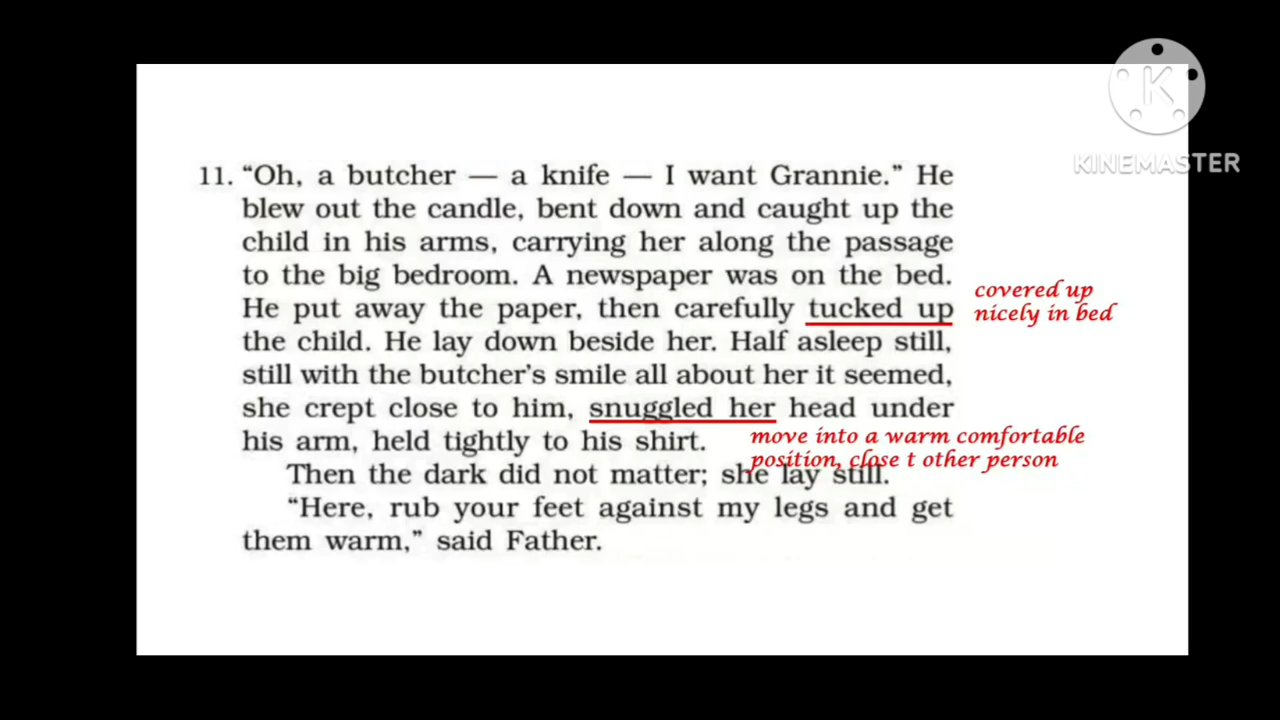 KINEMASTER
11. “Oh, a butcher — a knife — I want Grannie.” He
blew out the candle, bent down and caught up the
child in his arms, carrying her along the passage
to the big bedroom. A newspaper was on the bed.
He put away the paper, then carefully tucked up
covered up
nicely in bed
the child. He lay down beside her. Half asleep still,
still with the butcher’s smile all about her it seemed,
she crept close to him, snuggled her head under
his arm, held tightly to his shirt.
move into a warm comfortable
position, close t other person
Then the dark did not matter; she lay still.
“Here, rub your feet against my legs and get
them warm,” said Father.